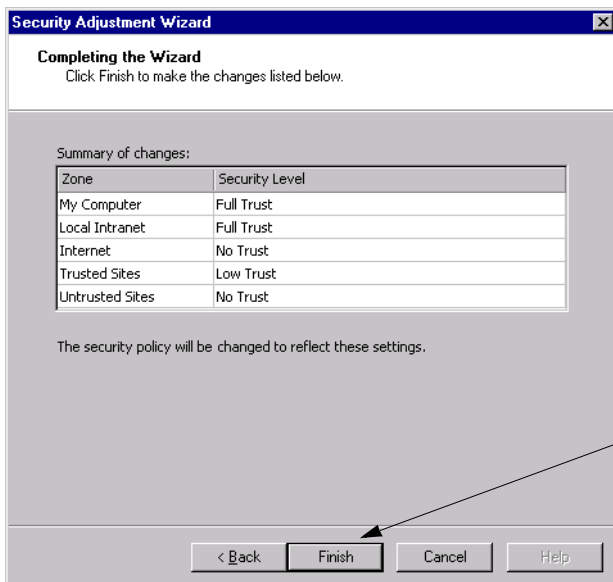 Security Adjustment Wizard
Completing the Wizard
Click Finish to make the changes listed below.
Summary of changes:
Zone Security Level
My Computer Full Trust
Local Intranet Full Trust
Internet No Trust
Trusted Sites Low Trust
Untrusted Sites No Trust
The security policy will be changed to reflect these settings.
< Back Finish Cancel Help